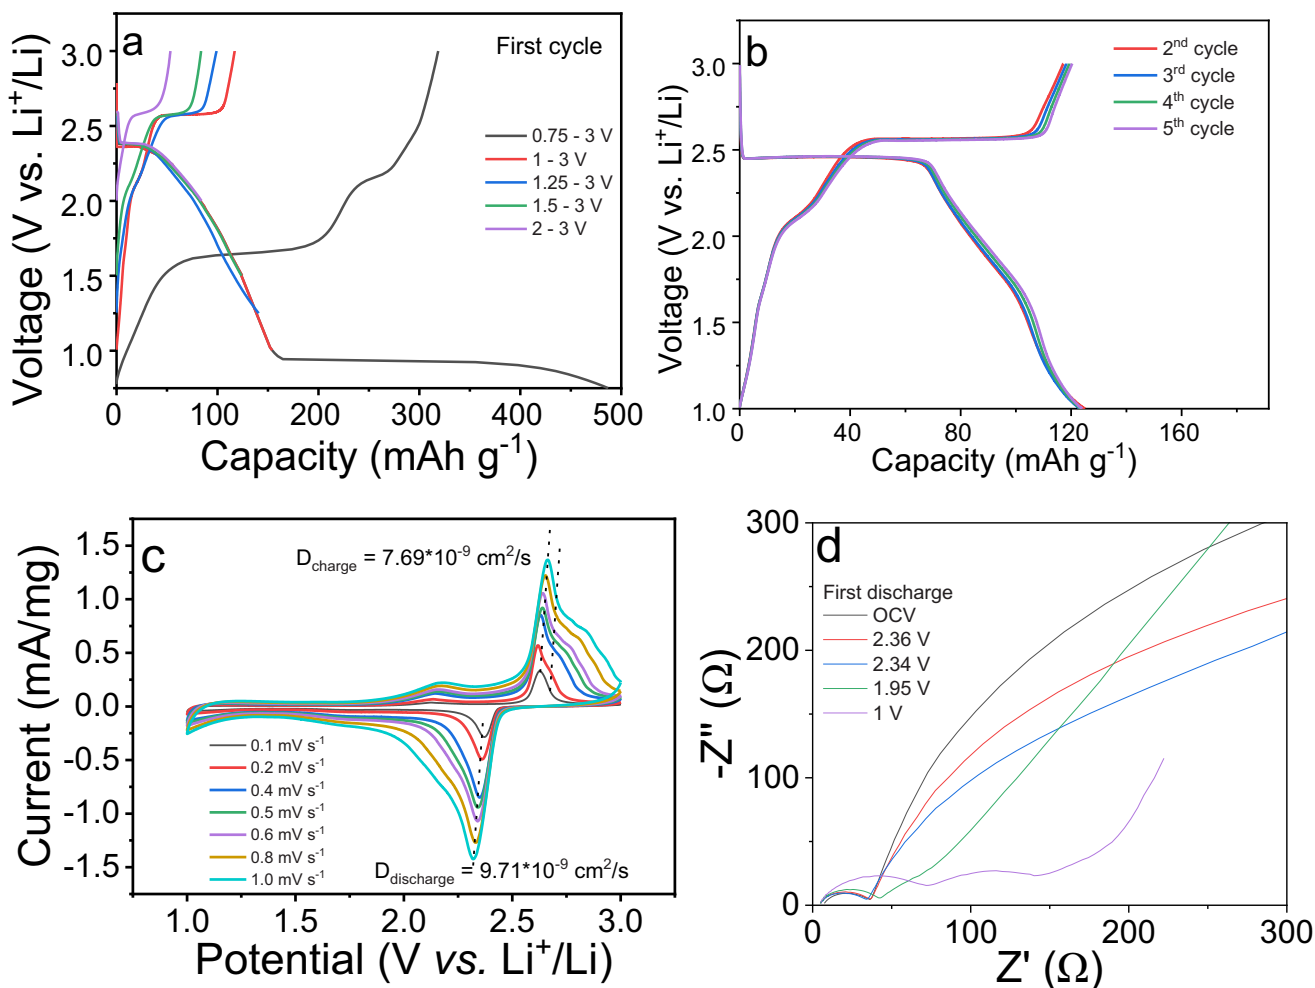 a
First cycle
0.75 - 3 V
1 - 3 V
1.25 - 3 V
1.5 - 3 V
2 - 3 V
3.0
2.5
2.0
1.5
1.0
Voltage (V vs. Li⁺/Li)
0 100 200 300 400 500
Capacity (mAh g⁻¹)
b
2ⁿᵈ cycle
3ʳᵈ cycle
4ᵗʰ cycle
5ᵗʰ cycle
3.0
2.5
2.0
1.5
1.0
Voltage (V vs. Li⁺/Li)
0 40 80 120 160
Capacity (mAh g⁻¹)
c
D_charge = 7.69*10⁻⁹ cm²/s
0.1 mV s⁻¹
0.2 mV s⁻¹
0.4 mV s⁻¹
0.5 mV s⁻¹
0.6 mV s⁻¹
0.8 mV s⁻¹
1.0 mV s⁻¹
D_discharge = 9.71*10⁻⁹ cm²/s
1.5
1.0
0.5
0.0
-0.5
-1.0
-1.5
Current (mA/mg)
1.0 1.5 2.0 2.5 3.0
Potential (V vs. Li⁺/Li)
d
First discharge
OCV
2.36 V
2.34 V
1.95 V
1 V
300
200
100
0
-Z'' (Ω)
0 100 200 300
Z' (Ω)